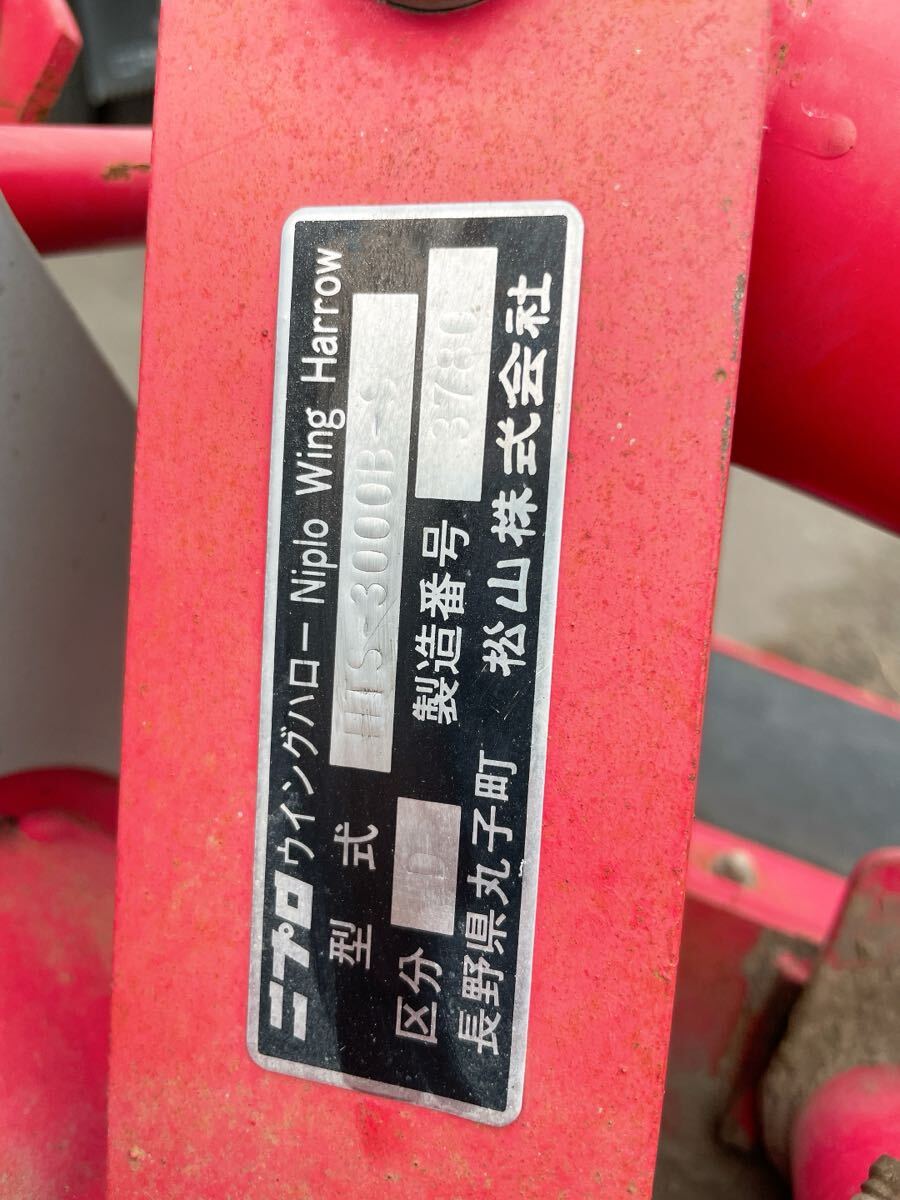 ニプロウイングハロー Niplo Wing Harrow
型式 HS-3000B-S
区分 D 製造番号 3780
長野県丸子町 松山株式会社